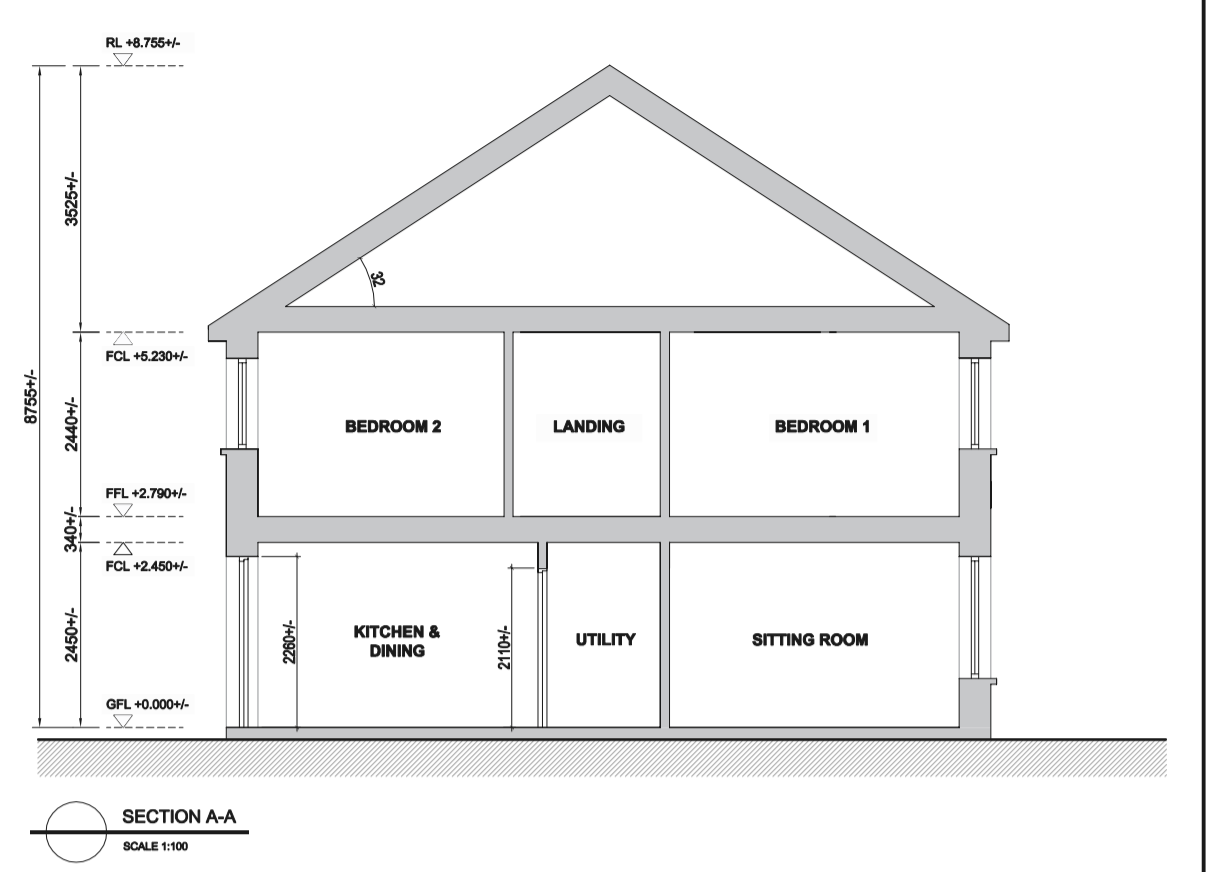 RL +8.755+/-
3525+/-
32
FCL +5.230+/-
8755+/-
2440+/-
BEDROOM 2
LANDING
BEDROOM 1
FFL +2.790+/-
340+/-
FCL +2.450+/-
2450+/-
2260+/-
KITCHEN &
DINING
2110+/-
UTILITY
SITTING ROOM
GFL +0.000+/-
SECTION A-A
SCALE 1:100